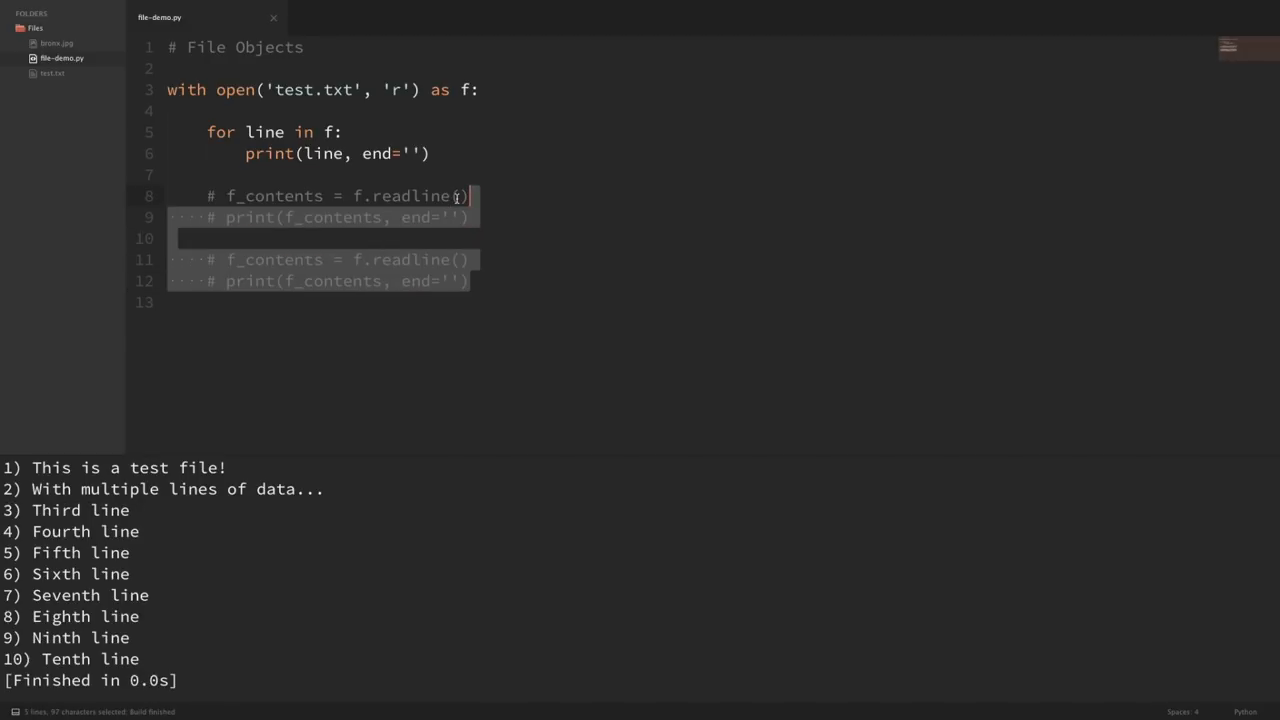 FOLDERS
Files
bronx.jpg
file-demo.py
test.txt
file-demo.py ×
1 # File Objects
2
3 with open('test.txt', 'r') as f:
4
5     for line in f:
6         print(line, end='')
7
8     # f_contents = f.readline()
9 ····# print(f_contents, end='')
10
11 ····# f_contents = f.readline()
12 ····# print(f_contents, end='')
13
1) This is a test file!
2) With multiple lines of data...
3) Third line
4) Fourth line
5) Fifth line
6) Sixth line
7) Seventh line
8) Eighth line
9) Ninth line
10) Tenth line
[Finished in 0.0s]
5 lines, 97 characters selected; Build finished    Spaces: 4    Python